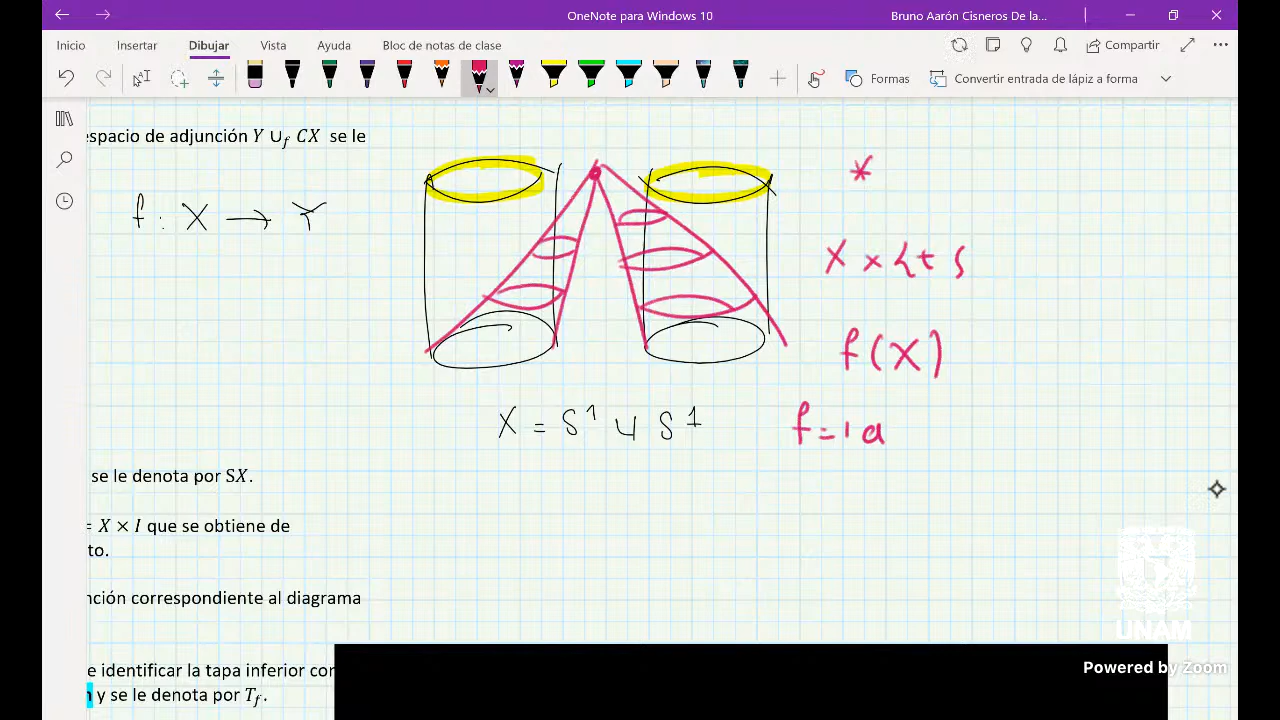 OneNote para Windows 10
Bruno Aarón Cisneros De la...
Inicio Insertar Dibujar Vista Ayuda Bloc de notas de clase
Compartir
Formas
Convertir entrada de lápiz a forma
espacio de adjunción Y ∪f CX se le
f : X → Y
*
X × {t}
f(X)
X = S¹ ⊔ S¹
f = 1a
se le denota por SX.
= X × I que se obtiene de
to.
nción correspondiente al diagrama
e identificar la tapa inferior con
n y se le denota por Tf.
UNAM
Powered by Zoom